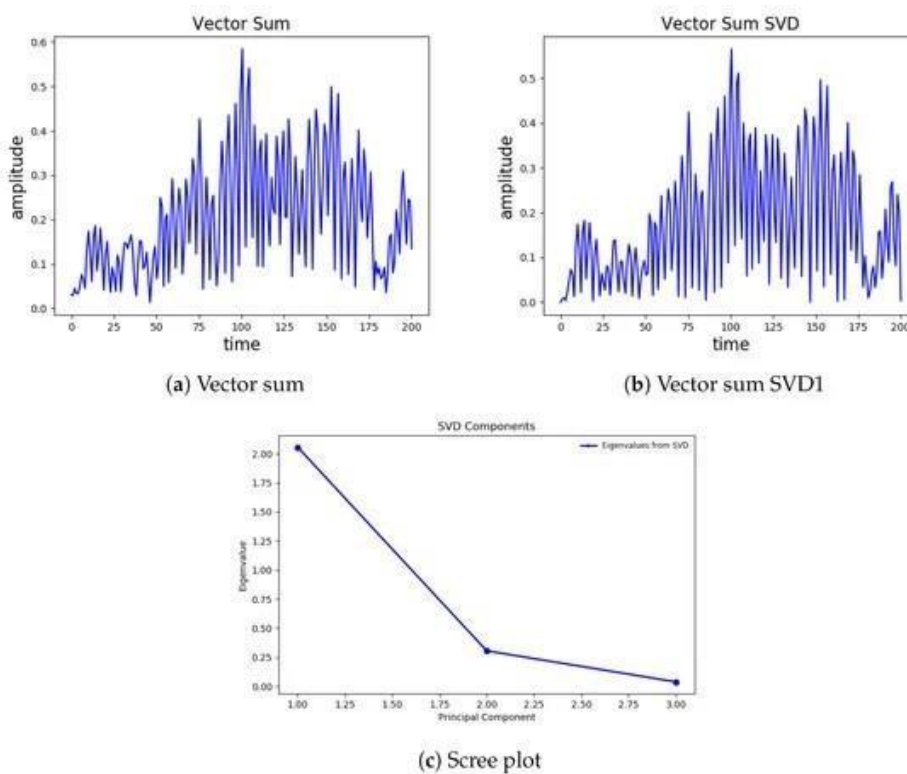 Vector Sum
Vector Sum SVD
0.6
0.5
0.4
0.3
0.2
0.1
0.0
amplitude
0 25 50 75 100 125 150 175 200
time
0.5
0.4
0.3
0.2
0.1
0.0
amplitude
0 25 50 75 100 125 150 175 200
time
(a) Vector sum
(b) Vector sum SVD1
SVD Components
Eigenvalues from SVD
2.00
1.75
1.50
1.25
1.00
0.75
0.50
0.25
0.00
Eigenvalue
1.00 1.25 1.50 1.75 2.00 2.25 2.50 2.75 3.00
Principal Component
(c) Scree plot